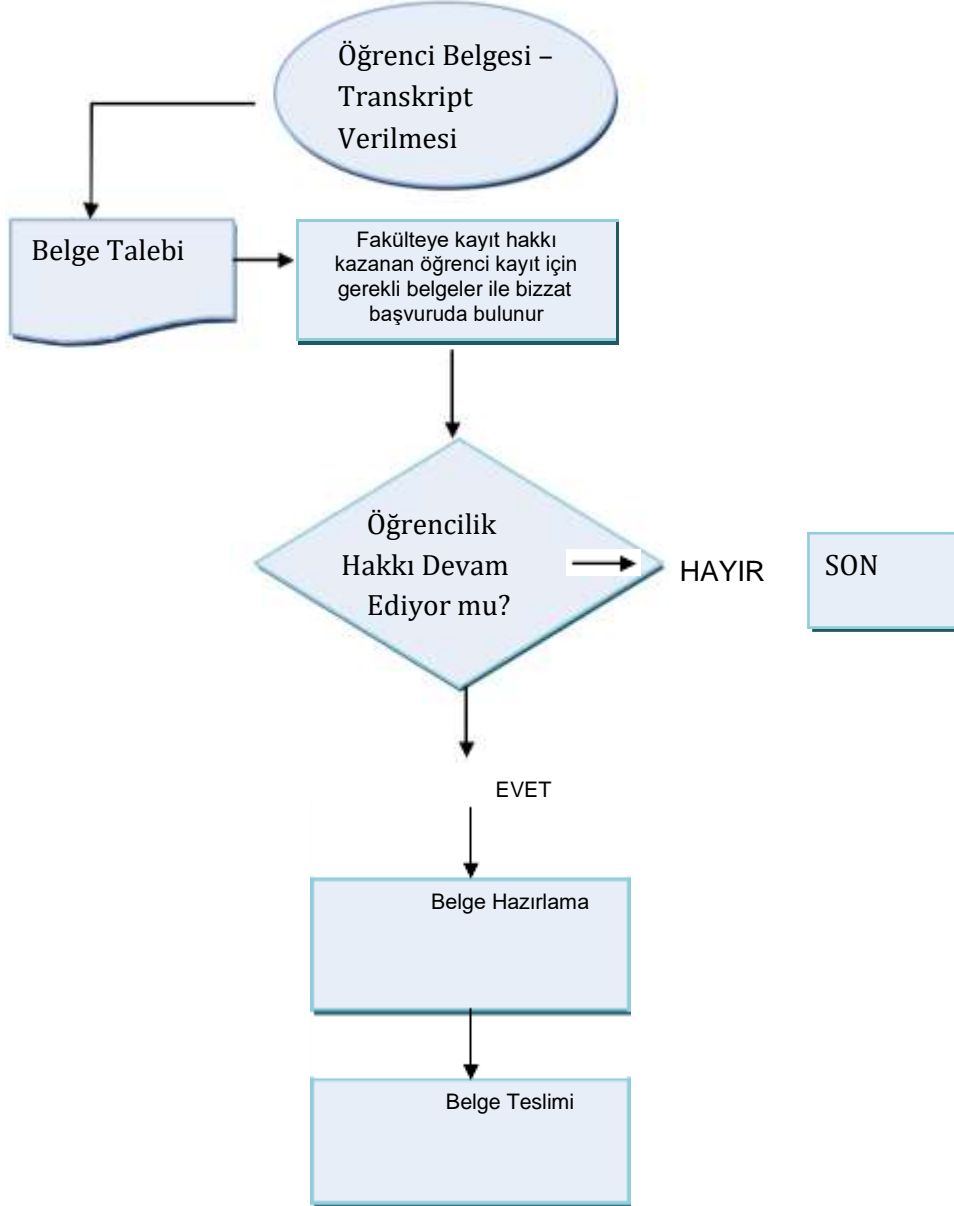 Öğrenci Belgesi –
Transkript
Verilmesi
Belge Talebi
Fakülteye kayıt hakkı
kazanan öğrenci kayıt için
gerekli belgeler ile bizzat
başvuruda bulunur
Öğrencilik
Hakkı Devam
Ediyor mu?
HAYIR
SON
EVET
Belge Hazırlama
Belge Teslimi